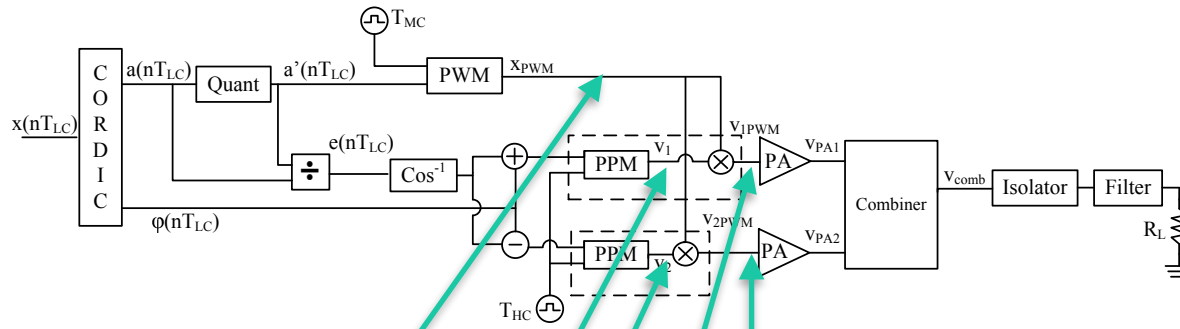 T_MC
C O R D I C
x(nT_LC)
a(nT_LC)
Quant
a'(nT_LC)
PWM
x_PWM
÷
e(nT_LC)
Cos⁻¹
φ(nT_LC)
+
−
PPM
v_1
×
v_1PWM
PA
v_PA1
PPM
v_2
×
v_2PWM
PA
v_PA2
T_HC
Combiner
v_comb
Isolator
Filter
R_L